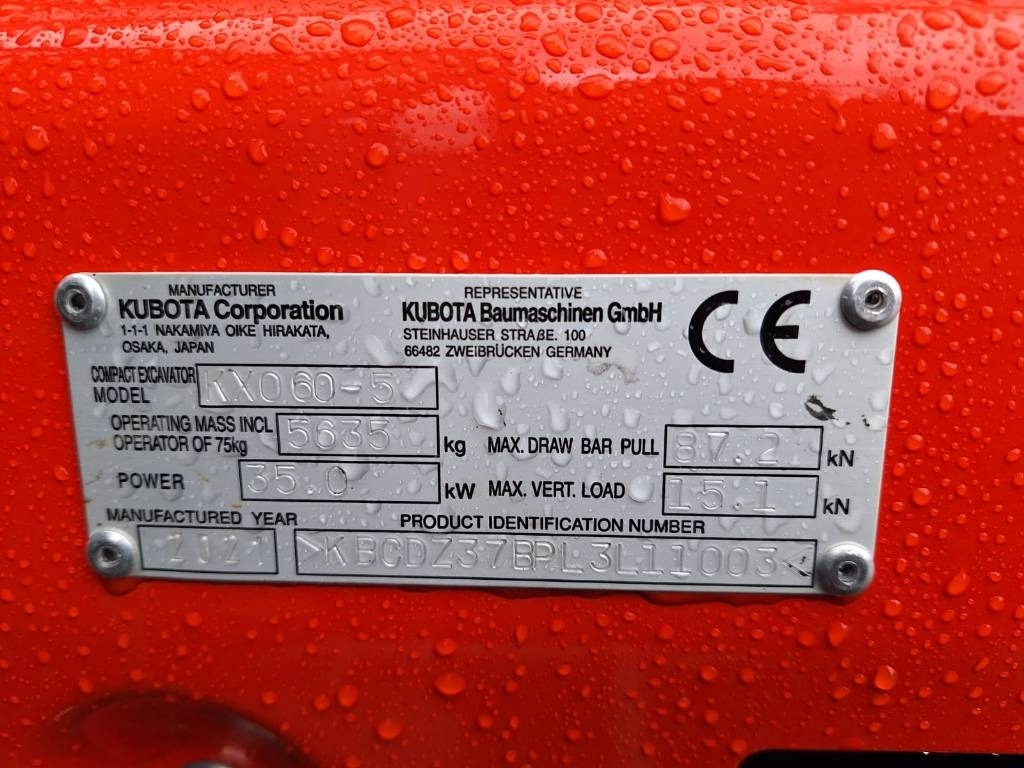 MANUFACTURER
KUBOTA Corporation
1-1-1 NAKAMIYA OIKE HIRAKATA,
OSAKA, JAPAN
REPRESENTATIVE
KUBOTA Baumaschinen GmbH
STEINHAUSER STRAßE. 100
66482 ZWEIBRÜCKEN GERMANY
CE
COMPACT EXCAVATOR
MODEL KX060-5
OPERATING MASS INCL
OPERATOR OF 75kg 5635 kg
MAX. DRAW BAR PULL 87.2 kN
POWER 35.0 kW
MAX. VERT. LOAD 15.1 kN
MANUFACTURED YEAR
2021
PRODUCT IDENTIFICATION NUMBER
>KBCDZ37BPL3L11003<